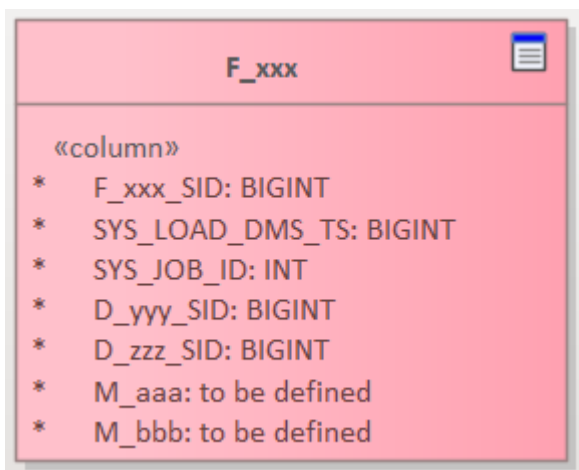 F_xxx
«column»
* F_xxx_SID: BIGINT
* SYS_LOAD_DMS_TS: BIGINT
* SYS_JOB_ID: INT
* D_yyy_SID: BIGINT
* D_zzz_SID: BIGINT
* M_aaa: to be defined
* M_bbb: to be defined